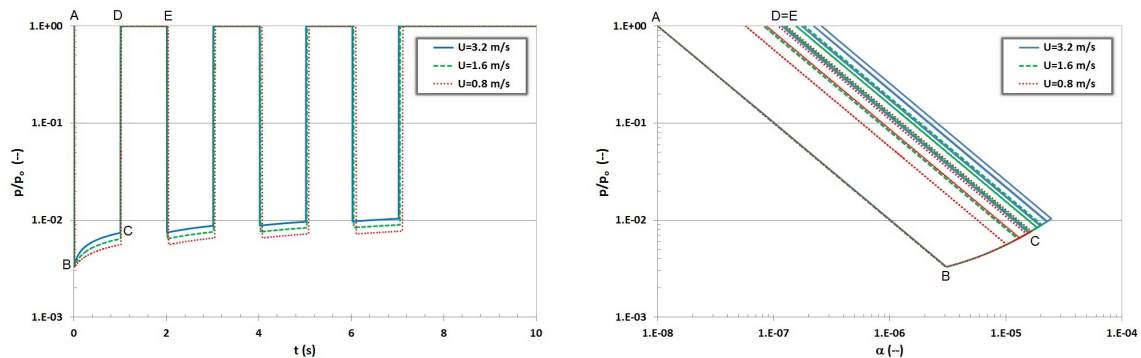 A D E
1.E+00
1.E-01
1.E-02
1.E-03
p/pₒ (--)
U=3.2 m/s
U=1.6 m/s
U=0.8 m/s
C
B
0 2 4 6 8 10
t (s)
A D=E
1.E+00
1.E-01
1.E-02
1.E-03
p/pₒ (--)
U=3.2 m/s
U=1.6 m/s
U=0.8 m/s
C
B
1.E-08 1.E-07 1.E-06 1.E-05 1.E-04
α (--)